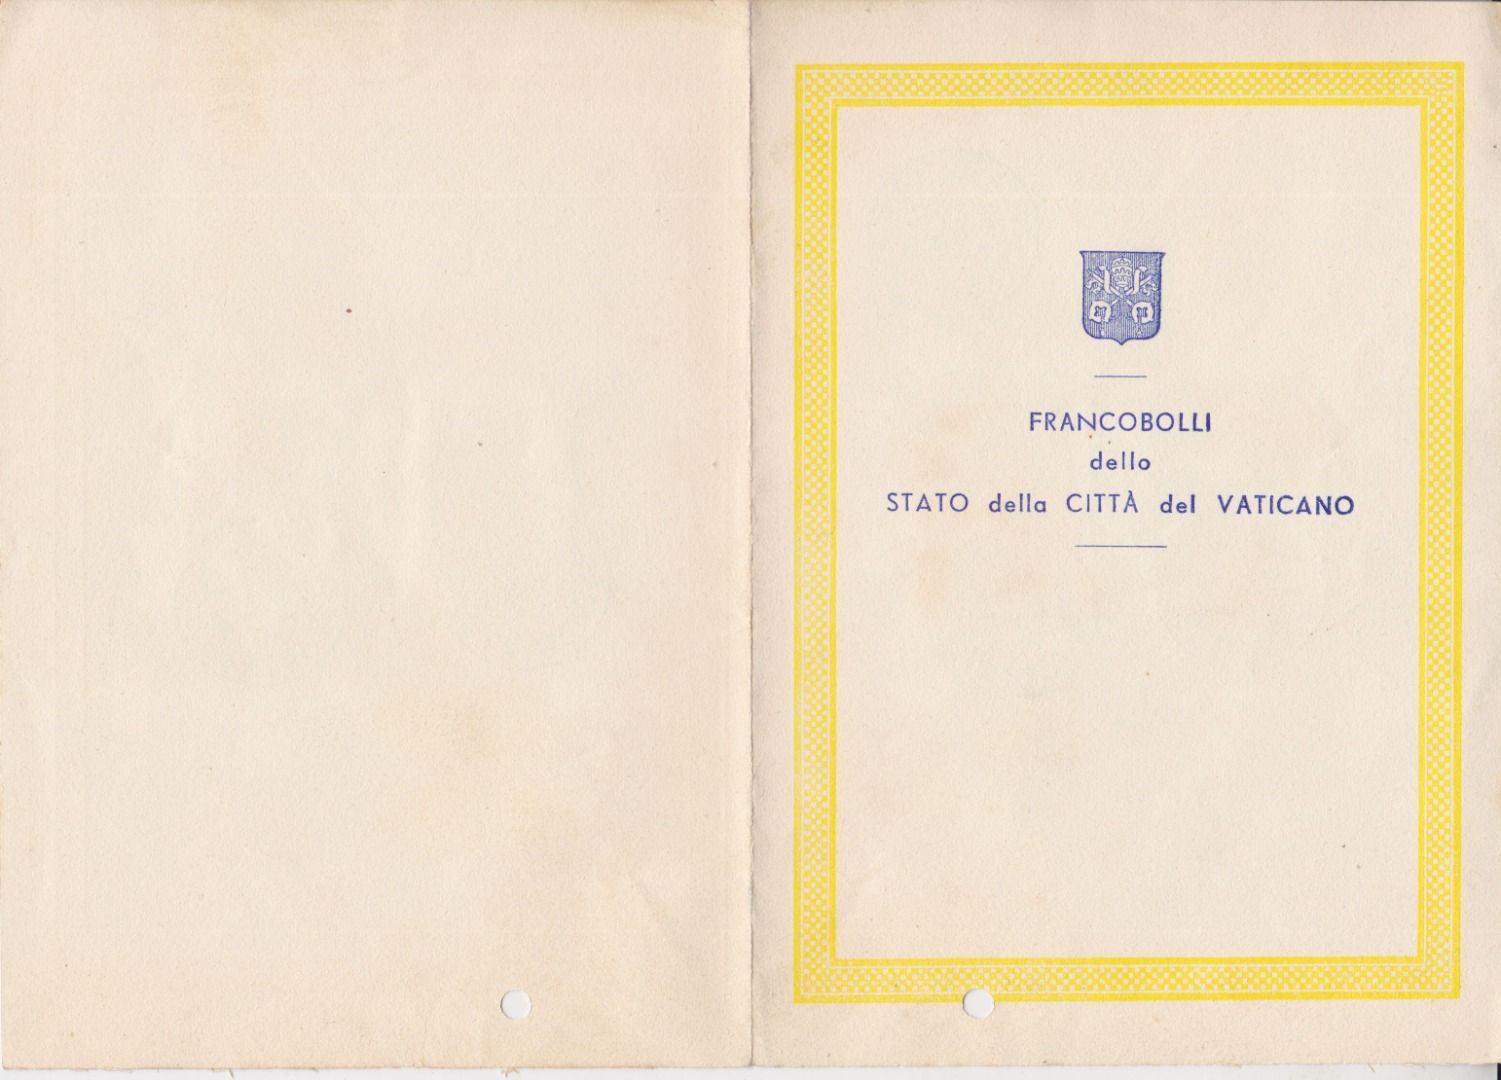 FRANCOBOLLI
dello
STATO della CITTÀ del VATICANO